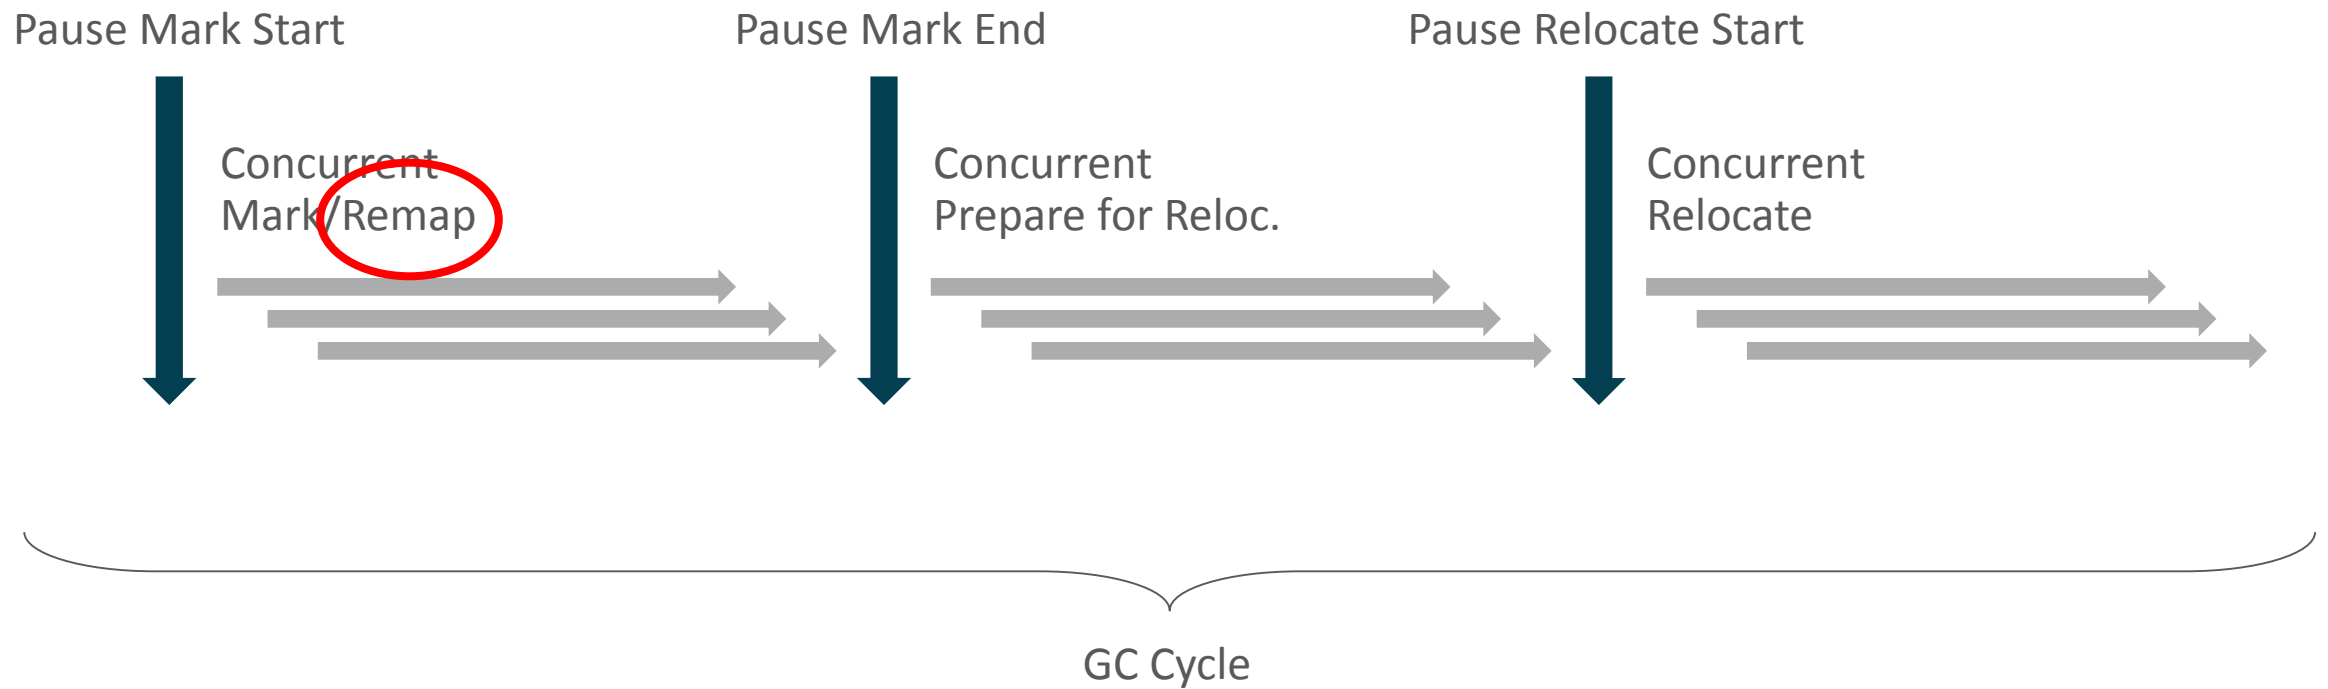 Pause Mark Start
Pause Mark End
Pause Relocate Start
Concurrent
Mark/Remap
Concurrent
Prepare for Reloc.
Concurrent
Relocate
GC Cycle